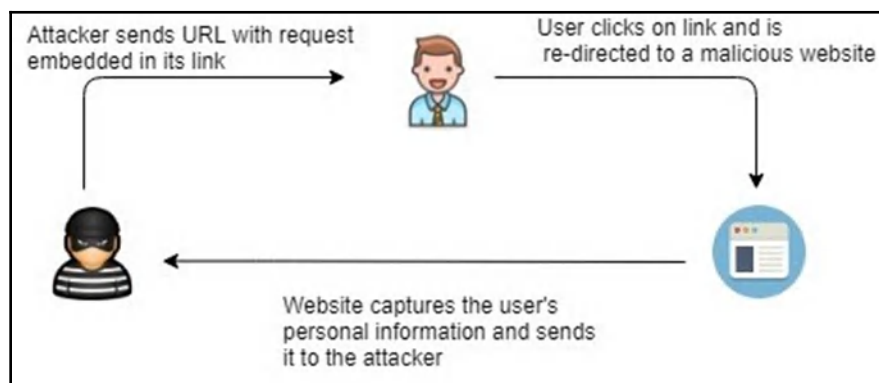 Attacker sends URL with request
embedded in its link
User clicks on link and is
re-directed to a malicious website
Website captures the user's
personal information and sends
it to the attacker